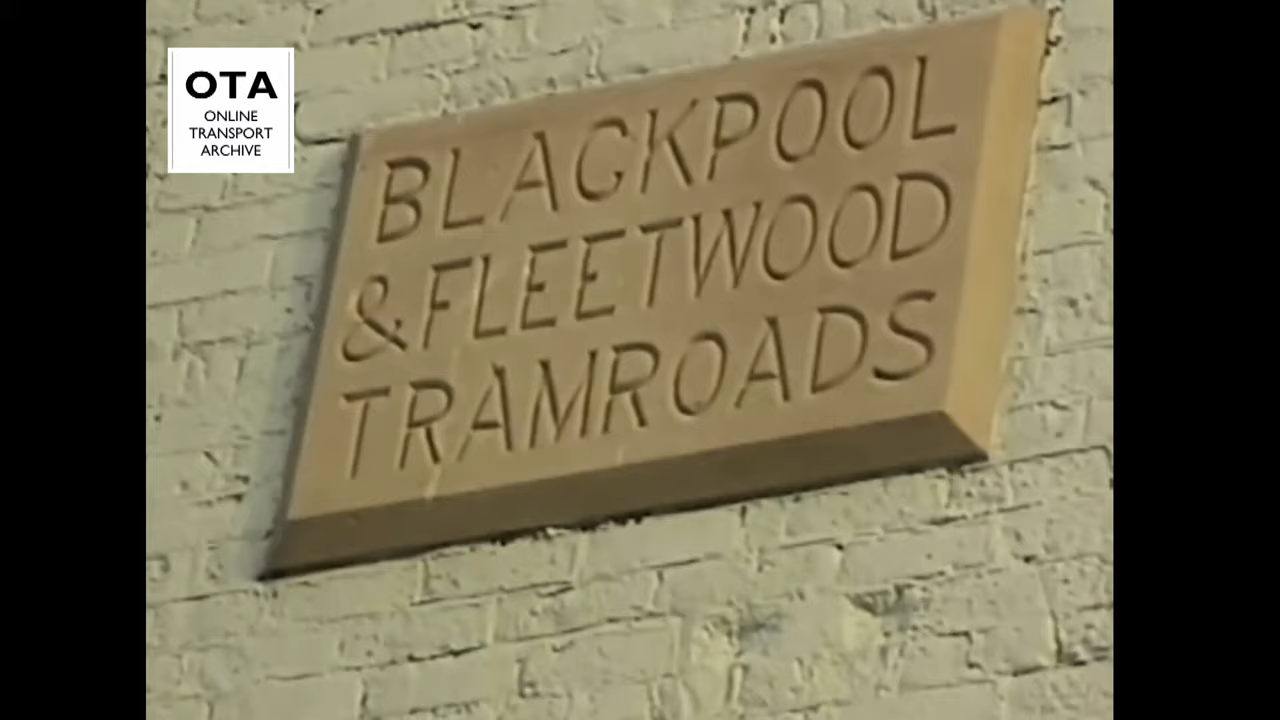 OTA
ONLINE
TRANSPORT
ARCHIVE
BLACKPOOL
& FLEETWOOD
TRAMROADS